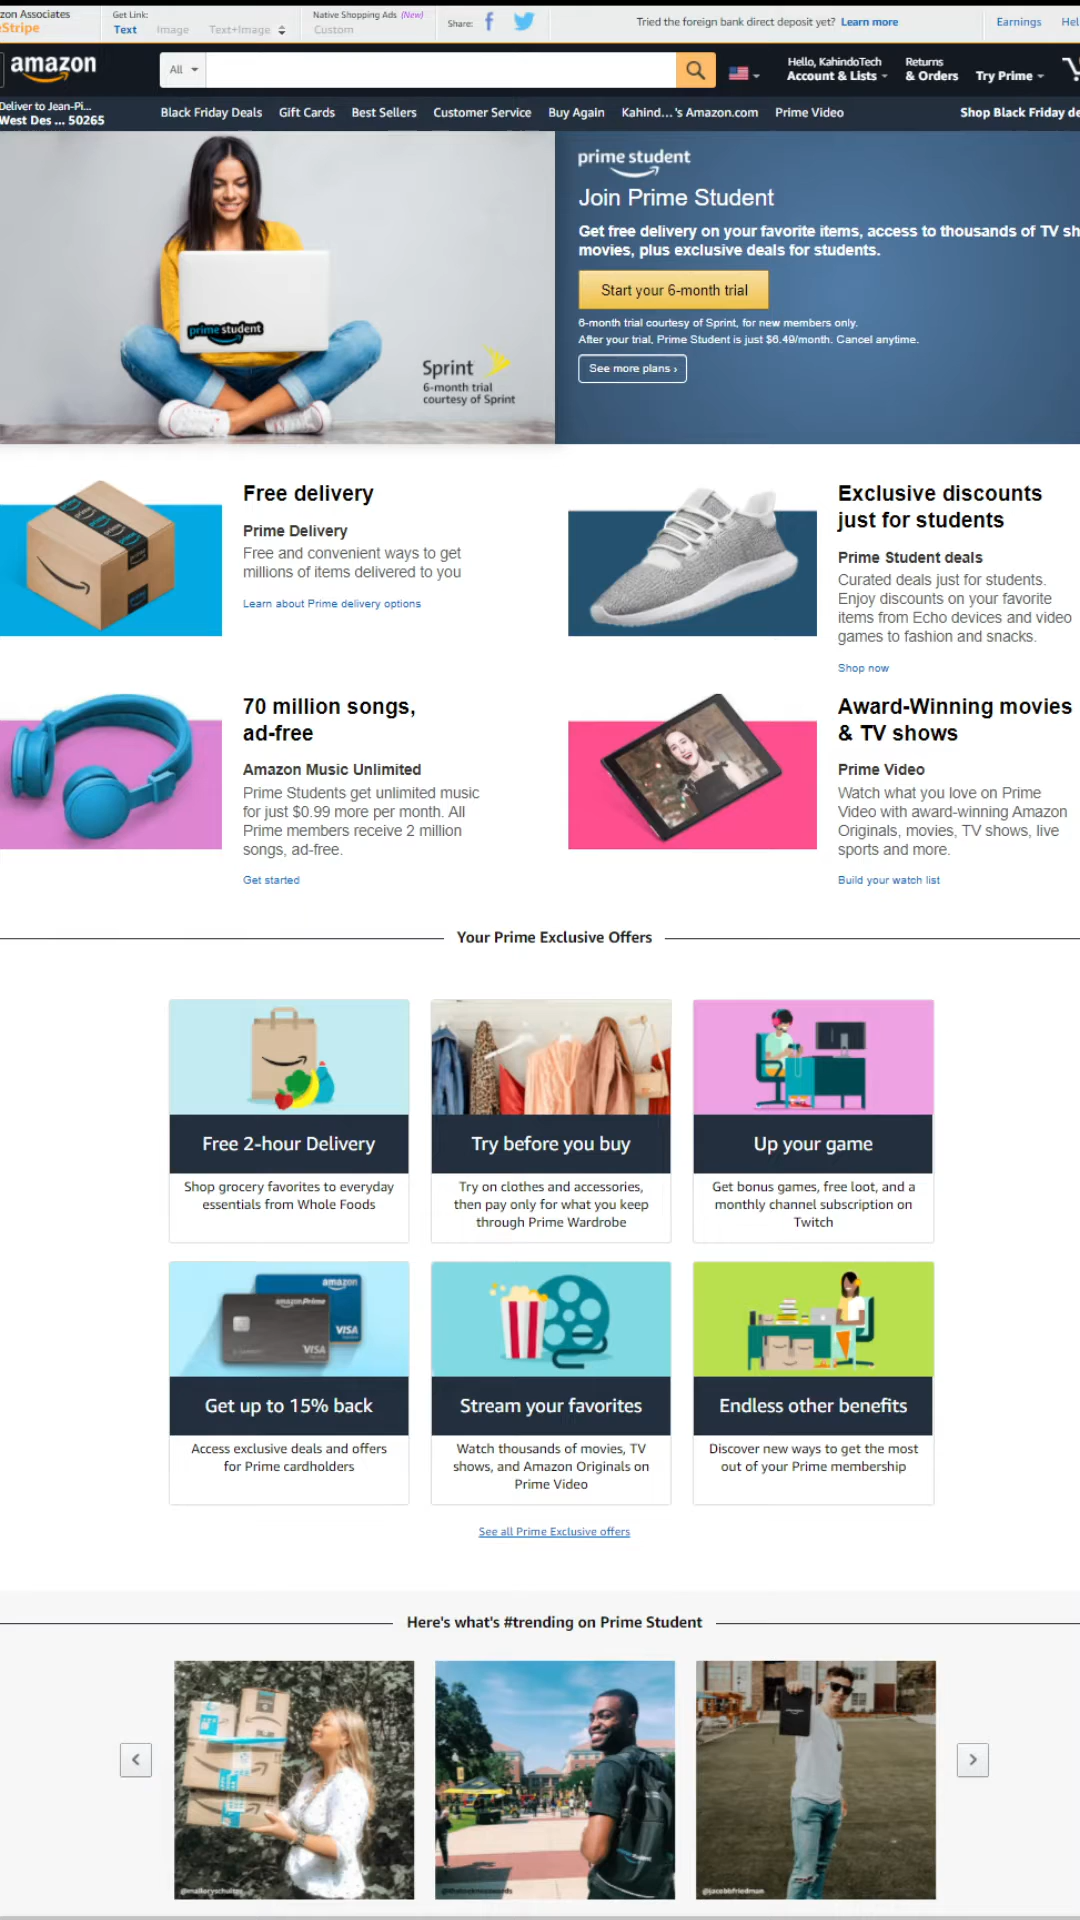 zon Associates
eStripe
Get Link:
Text Image Text+Image
Native Shopping Ads (New)
Custom
Share:
Tried the foreign bank direct deposit yet? Learn more
Earnings Hel
amazon
All
Hello, KahindoTech
Account & Lists
Returns
& Orders
Try Prime
Deliver to Jean-Pi...
West Des ... 50265
Black Friday Deals Gift Cards Best Sellers Customer Service Buy Again Kahind...'s Amazon.com Prime Video
Shop Black Friday de
prime student
Sprint
6-month trial
courtesy of Sprint
prime student
Join Prime Student
Get free delivery on your favorite items, access to thousands of TV sh
movies, plus exclusive deals for students.
Start your 6-month trial
6-month trial courtesy of Sprint, for new members only.
After your trial, Prime Student is just $6.49/month. Cancel anytime.
See more plans ›
Free delivery
Prime Delivery
Free and convenient ways to get
millions of items delivered to you
Learn about Prime delivery options
Exclusive discounts
just for students
Prime Student deals
Curated deals just for students.
Enjoy discounts on your favorite
items from Echo devices and video
games to fashion and snacks.
Shop now
70 million songs,
ad-free
Amazon Music Unlimited
Prime Students get unlimited music
for just $0.99 more per month. All
Prime members receive 2 million
songs, ad-free.
Get started
Award-Winning movies
& TV shows
Prime Video
Watch what you love on Prime
Video with award-winning Amazon
Originals, movies, TV shows, live
sports and more.
Build your watch list
Your Prime Exclusive Offers
Free 2-hour Delivery
Shop grocery favorites to everyday
essentials from Whole Foods
Try before you buy
Try on clothes and accessories,
then pay only for what you keep
through Prime Wardrobe
Up your game
Get bonus games, free loot, and a
monthly channel subscription on
Twitch
amazon
amazonPrime
VISA
VISA
Get up to 15% back
Access exclusive deals and offers
for Prime cardholders
Stream your favorites
Watch thousands of movies, TV
shows, and Amazon Originals on
Prime Video
Endless other benefits
Discover new ways to get the most
out of your Prime membership
See all Prime Exclusive offers
Here's what's #trending on Prime Student
@malloryschultss
@jacobbfriedman